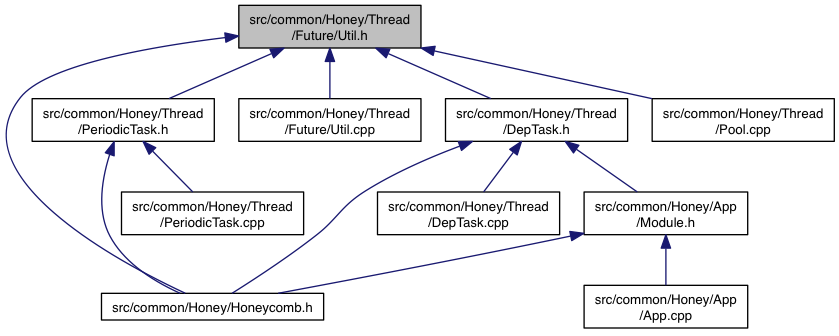 src/common/Honey/Thread
/Future/Util.h
src/common/Honey/Thread
/PeriodicTask.h
src/common/Honey/Thread
/Future/Util.cpp
src/common/Honey/Thread
/DepTask.h
src/common/Honey/Thread
/Pool.cpp
src/common/Honey/Thread
/PeriodicTask.cpp
src/common/Honey/Thread
/DepTask.cpp
src/common/Honey/App
/Module.h
src/common/Honey/Honeycomb.h
src/common/Honey/App
/App.cpp